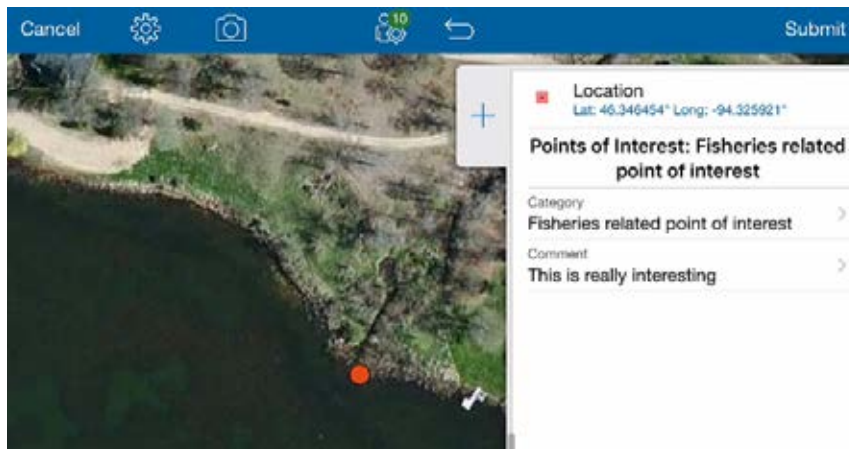 Cancel
10
Submit
Location
Lat: 46.346454° Long: -94.325921°
Points of Interest: Fisheries related
point of interest
Category
Fisheries related point of interest
Comment
This is really interesting